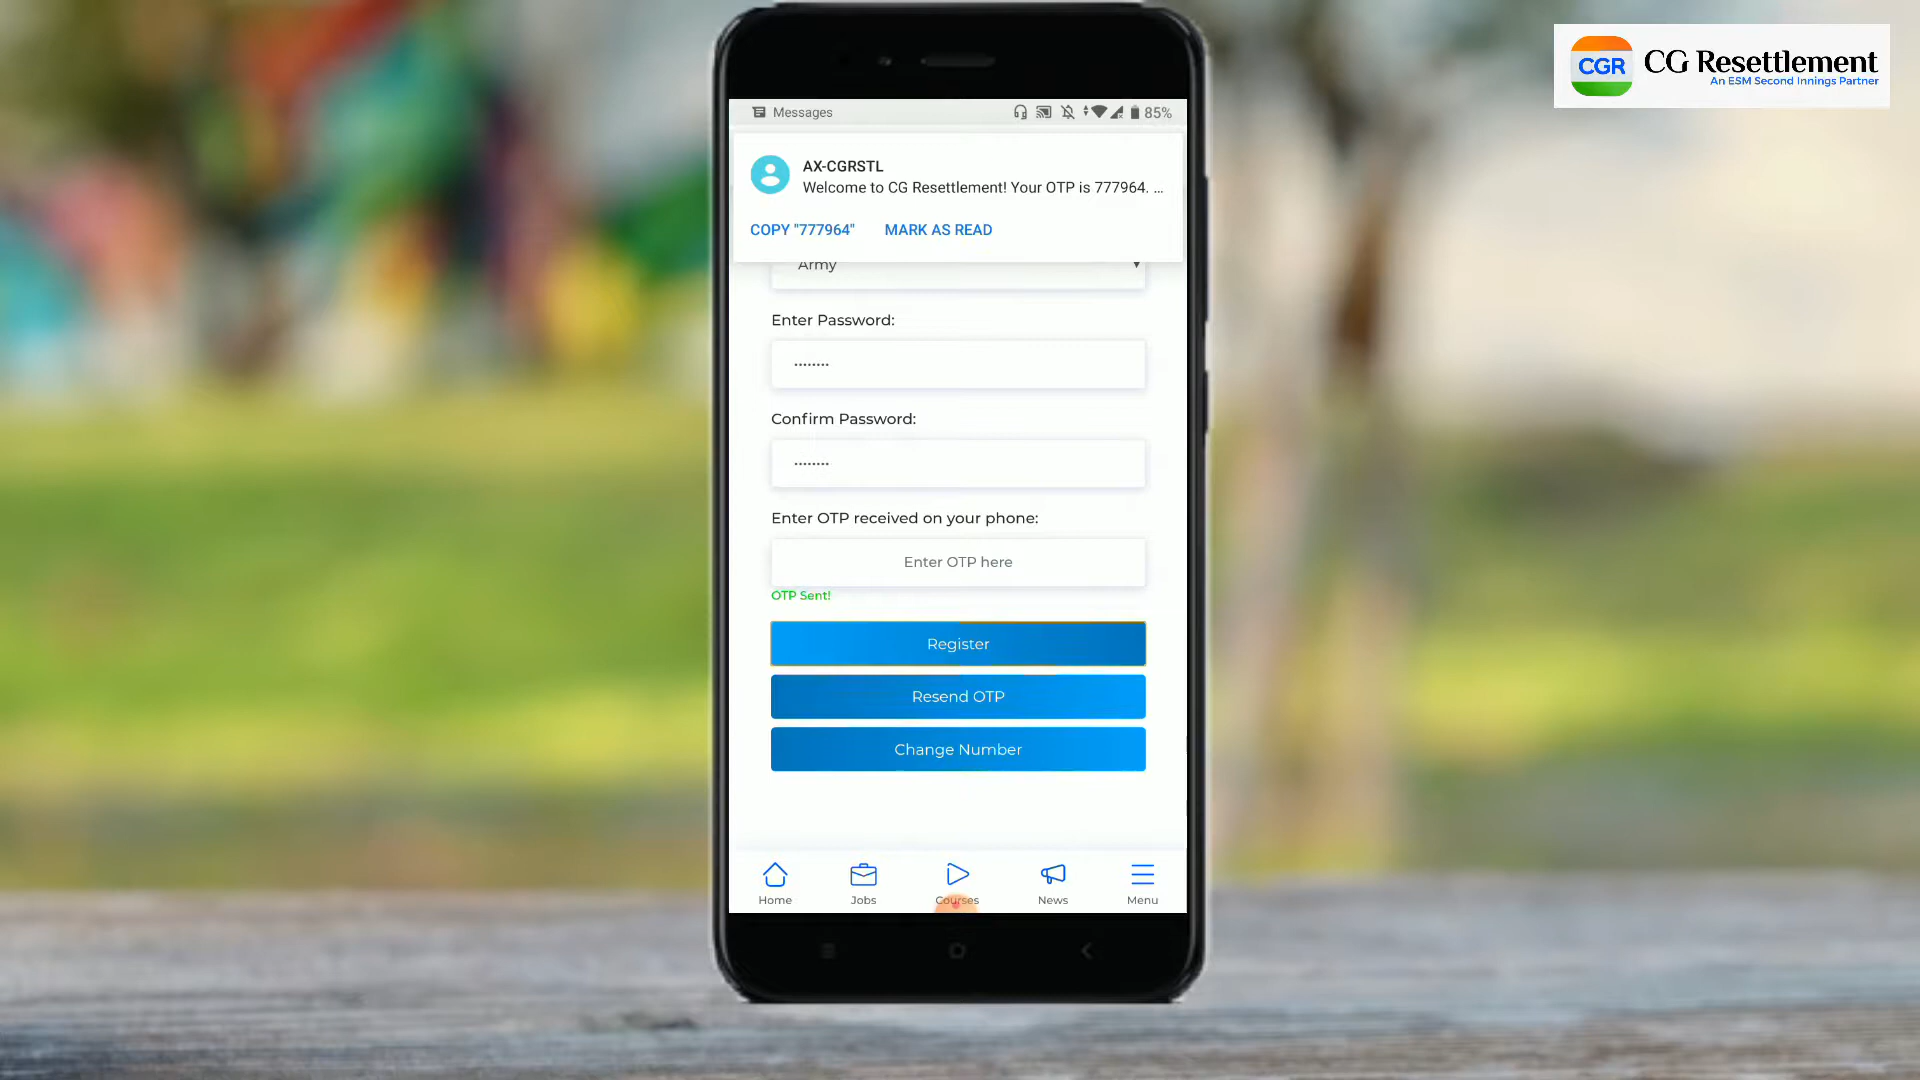 CGR
CG Resettlement
An ESM Second Innings Partner
Messages
85%
AX-CGRSTL
Welcome to CG Resettlement! Your OTP is 777964. ...
COPY "777964"
MARK AS READ
Army
Enter Password:
••••••••
Confirm Password:
••••••••
Enter OTP received on your phone:
Enter OTP here
OTP Sent!
Register
Resend OTP
Change Number
Home
Jobs
Courses
News
Menu